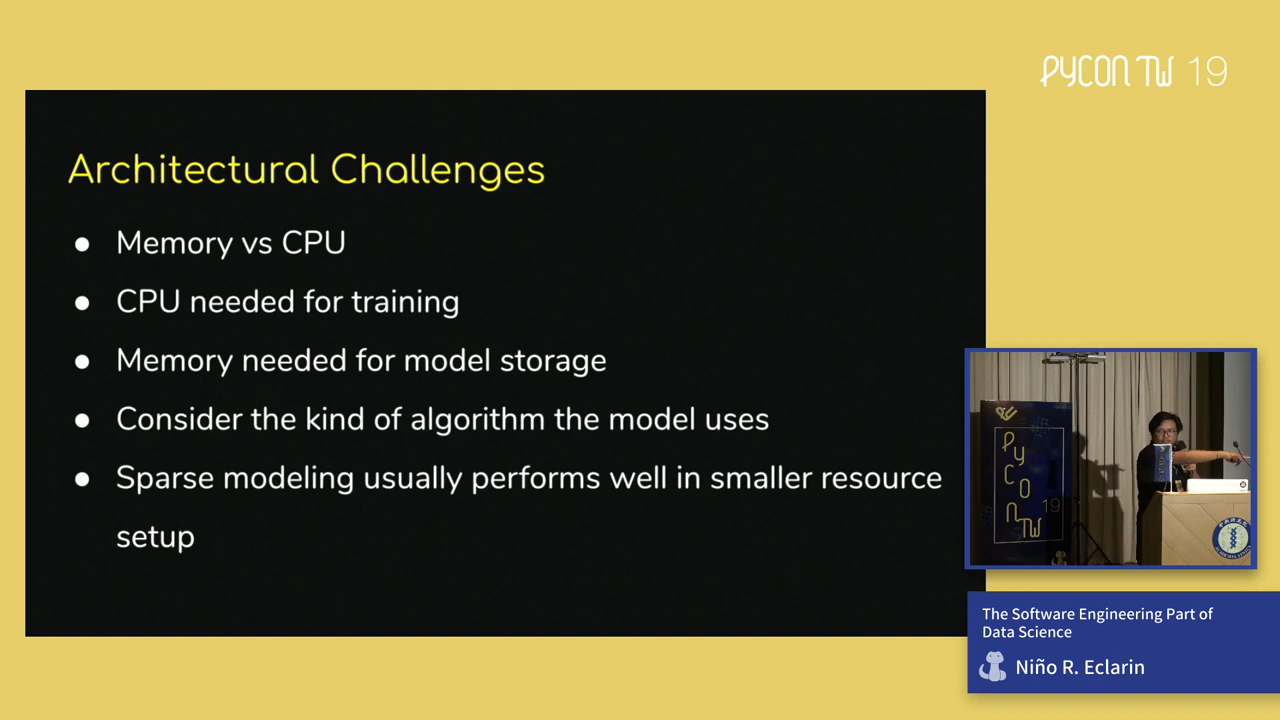 PYCON TW 19
Architectural Challenges
● Memory vs CPU
● CPU needed for training
● Memory needed for model storage
● Consider the kind of algorithm the model uses
● Sparse modeling usually performs well in smaller resource
setup
PYCONTW
19
The Software Engineering Part of
Data Science
Niño R. Eclarin